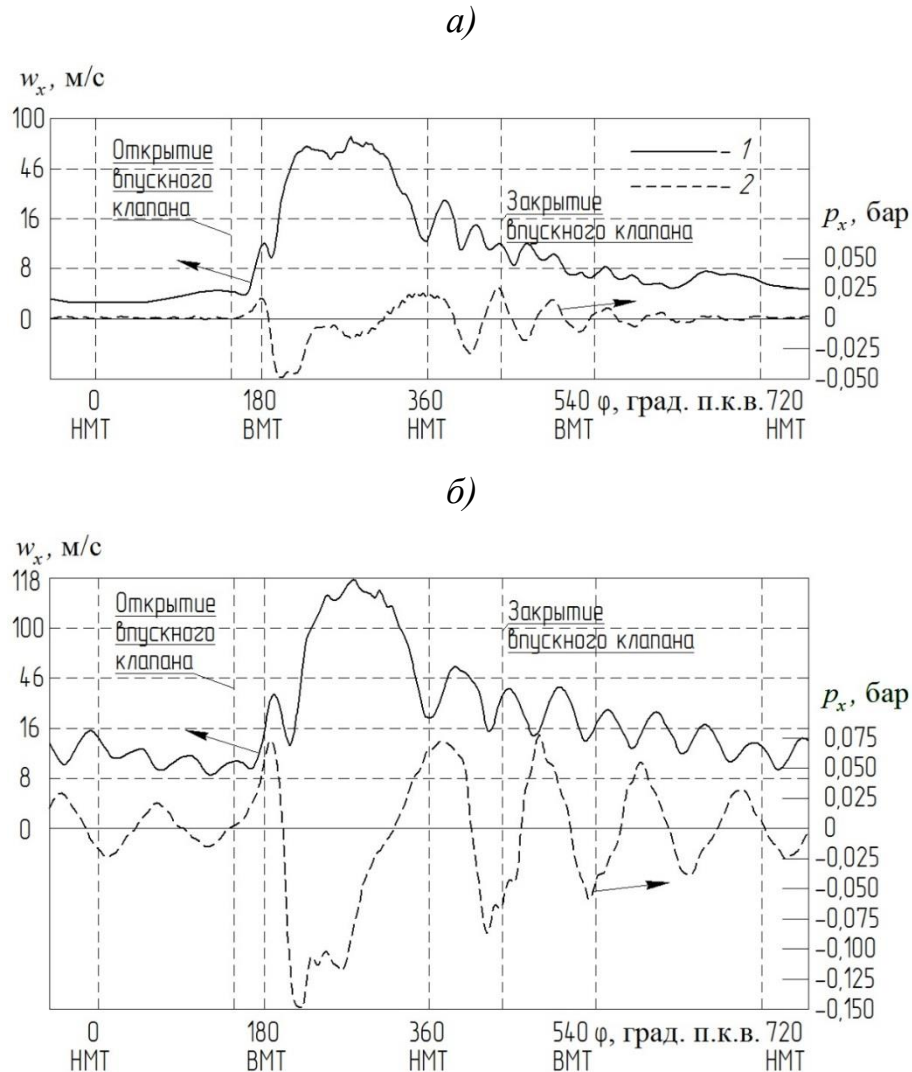 а)
wₓ, м/с
100
46
16
8
0
Открытие
впускного
клапана
Закрытие
впускного клапана
1
2
pₓ, бар
0,050
0,025
0
–0,025
–0,050
0 180 360 540 φ, град. п.к.в. 720
НМТ ВМТ НМТ ВМТ НМТ
б)
wₓ, м/с
118
100
46
16
8
0
Открытие
впускного
клапана
Закрытие
впускного клапана
pₓ, бар
0,075
0,050
0,025
0
–0,025
–0,050
–0,075
–0,100
–0,125
–0,150
0 180 360 540 φ, град. п.к.в. 720
НМТ ВМТ НМТ ВМТ НМТ